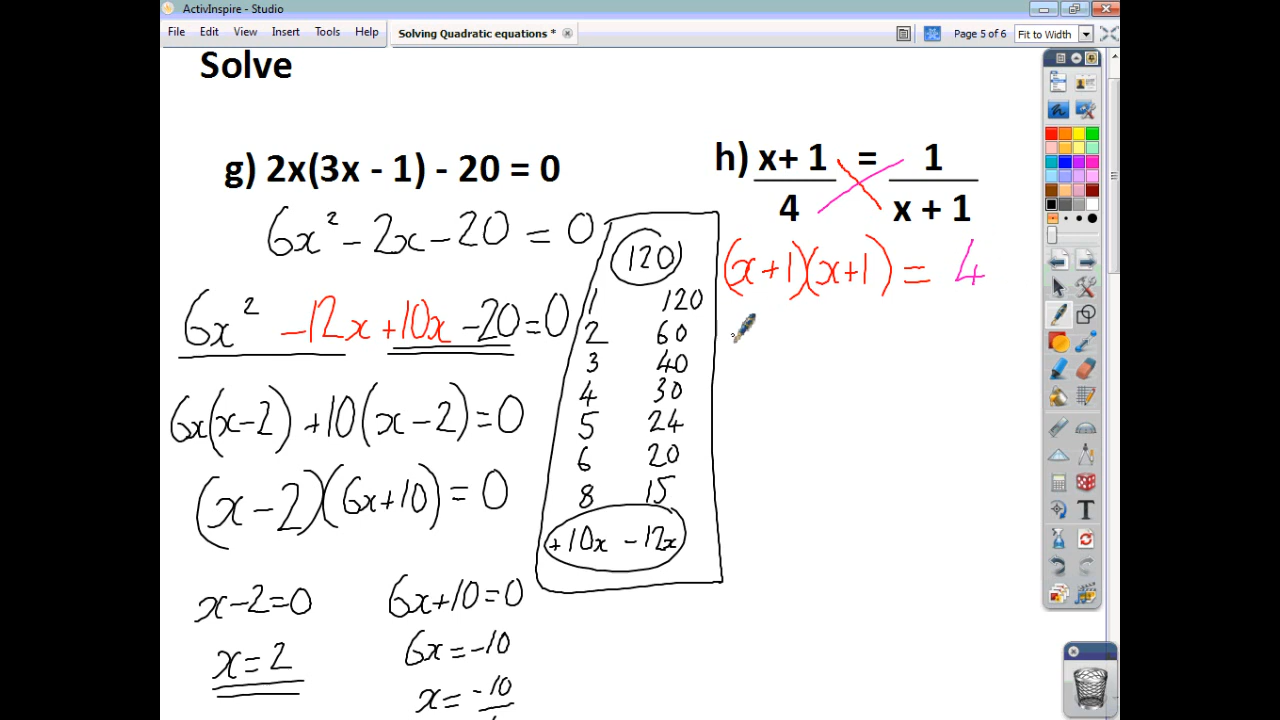 ActivInspire - Studio
File Edit View Insert Tools Help
Solving Quadratic equations *
Page 5 of 6
Fit to Width
Solve
g) 2x(3x - 1) - 20 = 0
6x² - 2x - 20 = 0
6x² - 12x + 10x - 20 = 0
6x(x - 2) + 10(x - 2) = 0
(x - 2)(6x + 10) = 0
x - 2 = 0 6x + 10 = 0
x = 2 6x = -10
x = -10
120
1 120
2 60
3 40
4 30
5 24
6 20
8 15
+10x -12x
h) x + 1 = 1
4 x + 1
(x + 1)(x + 1) = 4